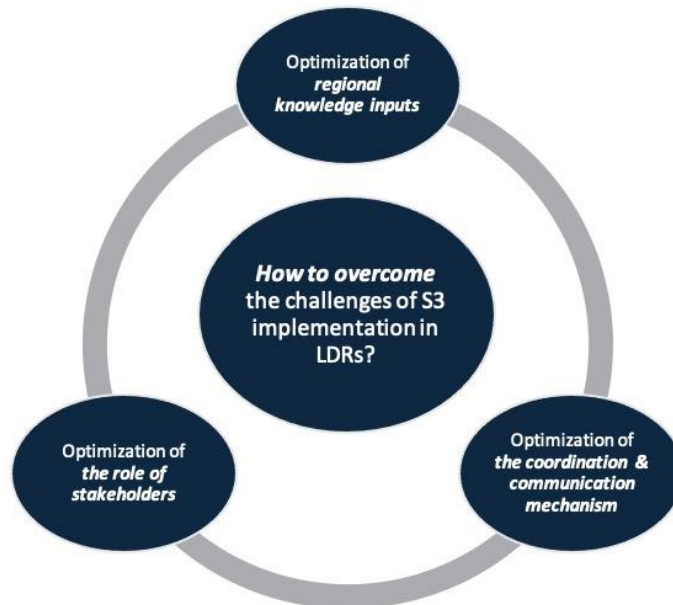 Optimization of
regional
knowledge inputs
How to overcome
the challenges of S3
implementation in
LDRs?
Optimization of
the role of
stakeholders
Optimization of
the coordination &
communication
mechanism